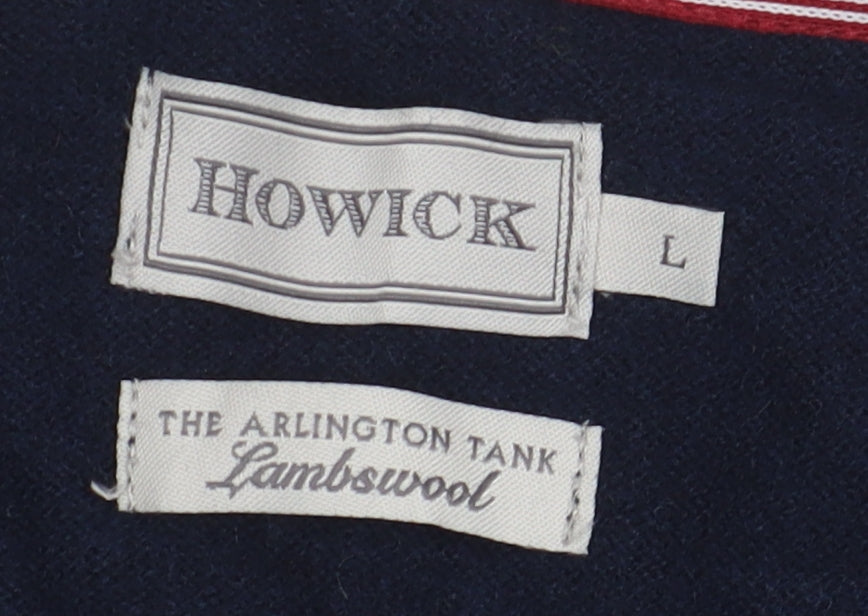 HOWICK
L
THE ARLINGTON TANK
Lambswool